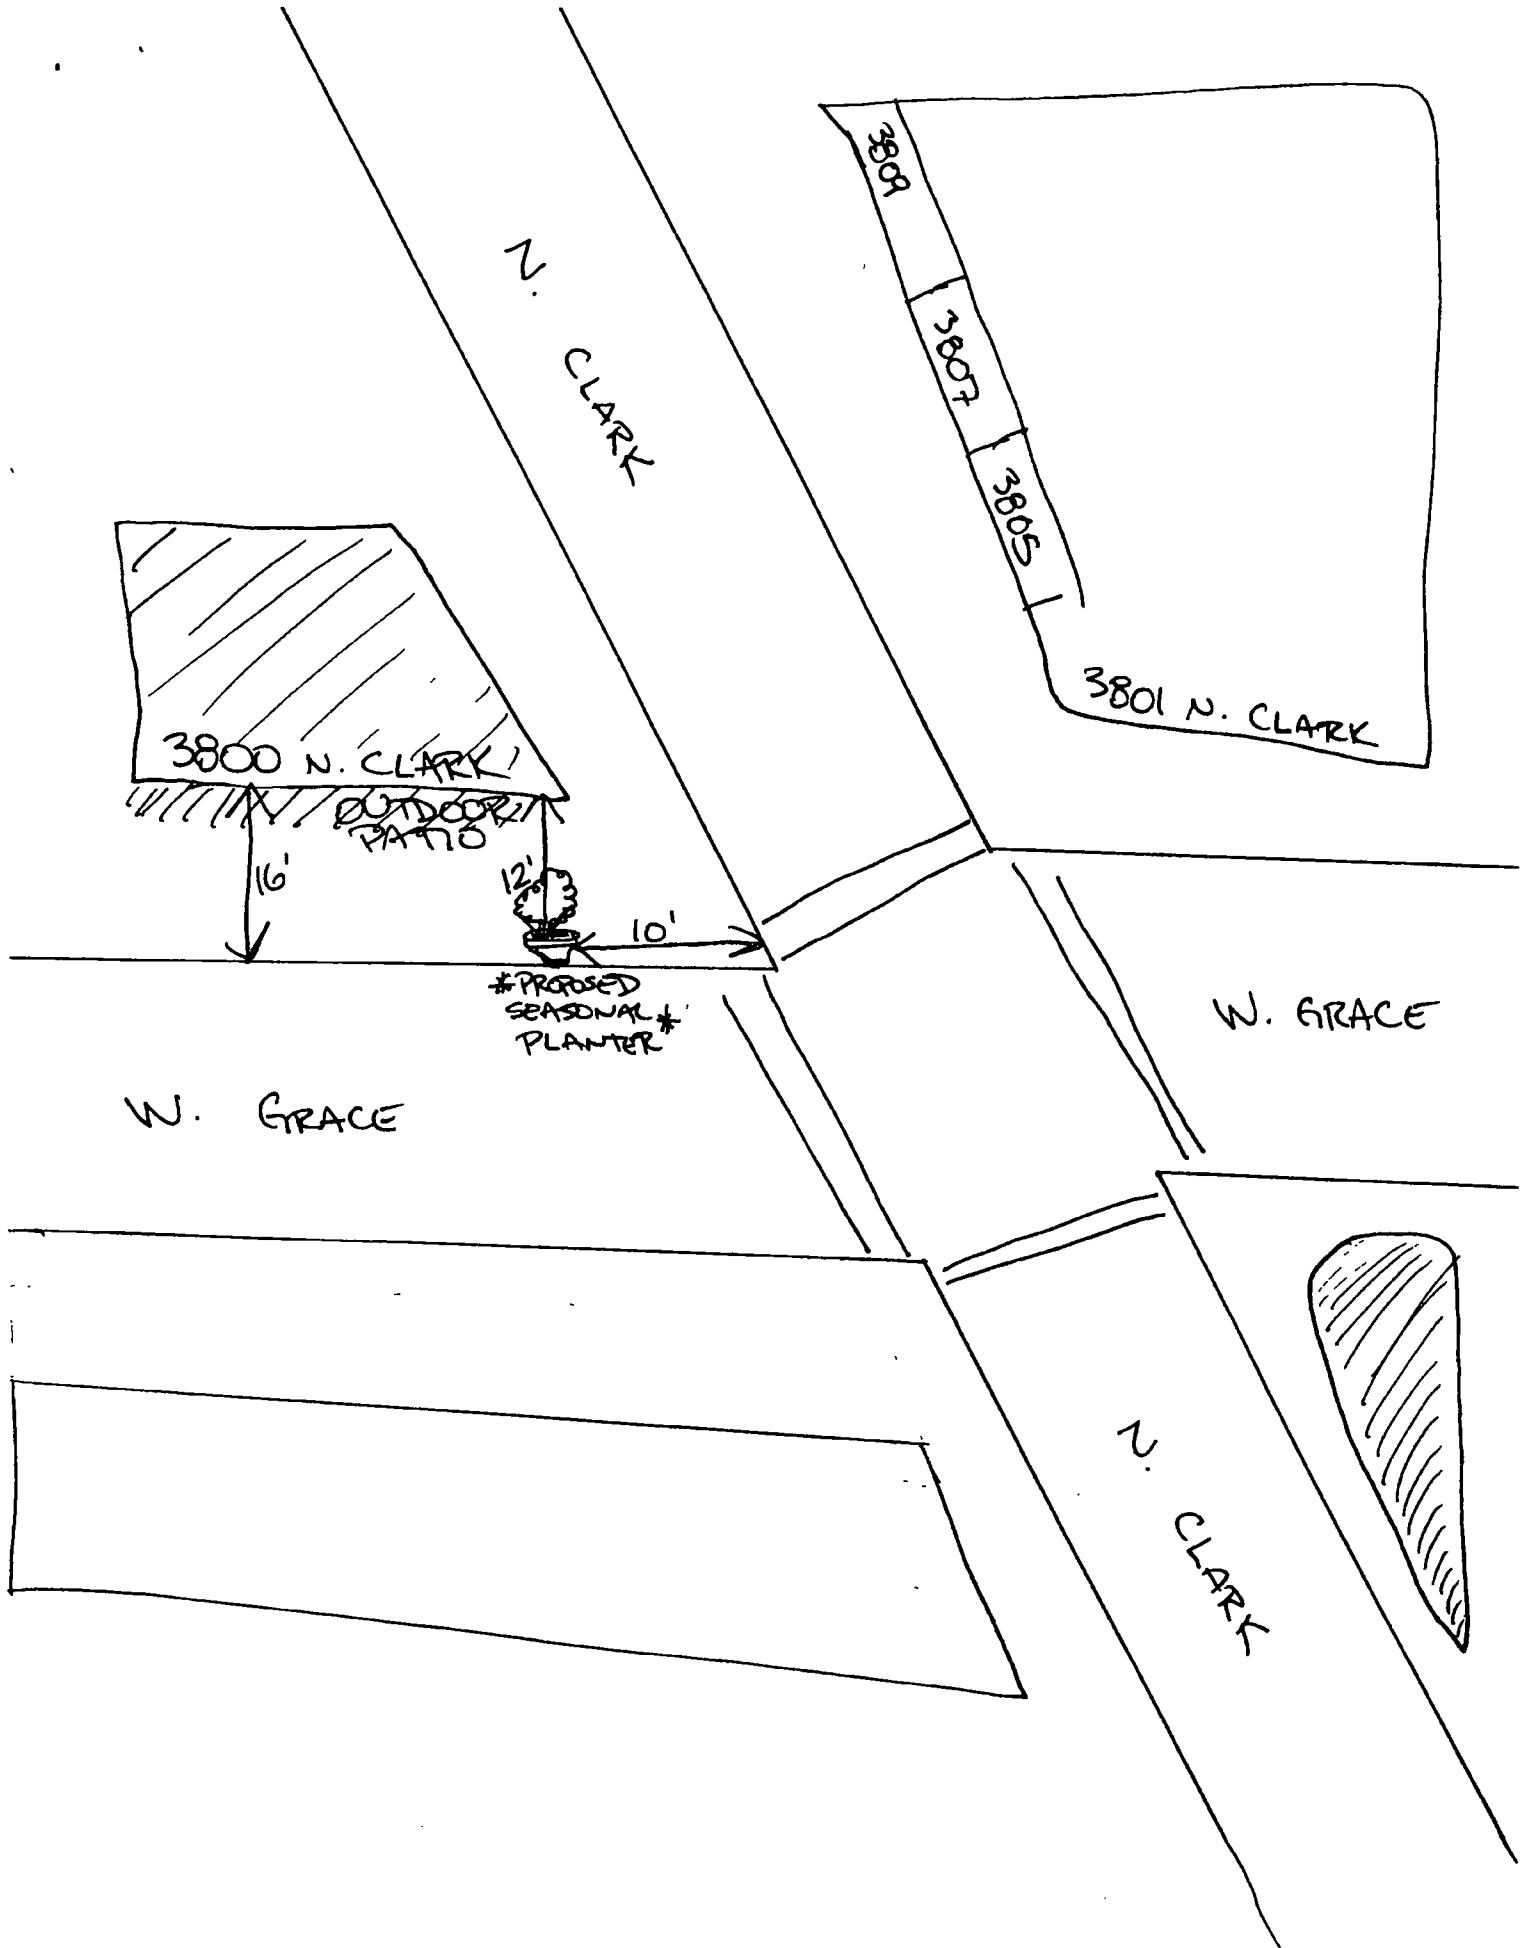 3809
N.
CLARK
3807
3805
3801 N. CLARK
3800 N. CLARK
OUTDOOR
PATIO
16'
12'
10'
*PROPOSED
SEASONAL*
PLANTER
W. GRACE
W. GRACE
N.
CLARK